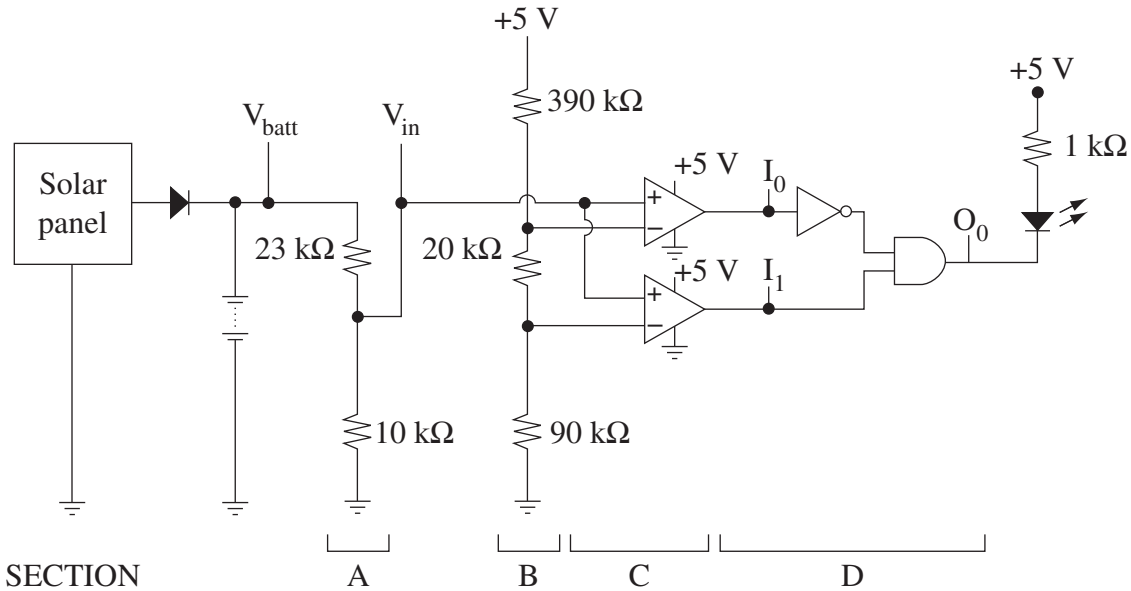 +5 V
390 kΩ
+5 V
1 kΩ
V_batt
V_in
Solar
panel
+5 V
I_0
+
−
23 kΩ
20 kΩ
O_0
+5 V
I_1
+
−
10 kΩ
90 kΩ
SECTION A B C D